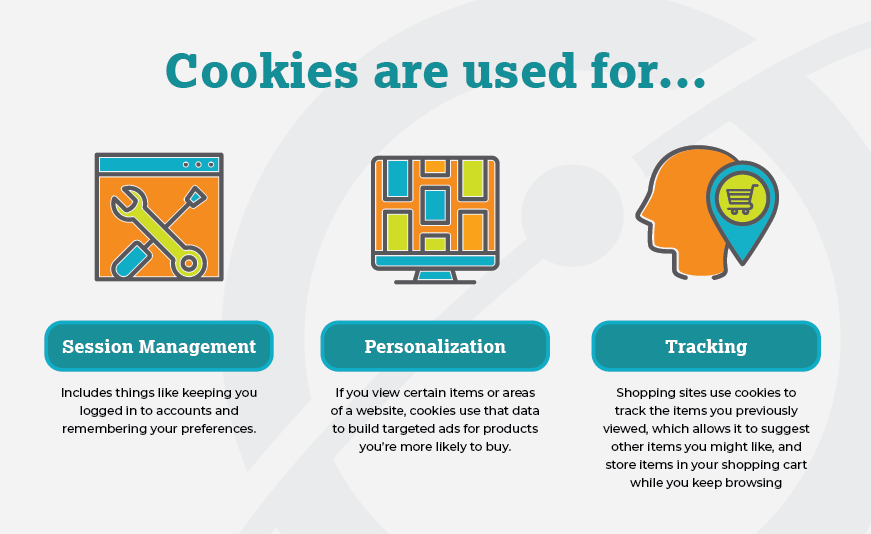 Cookies are used for...
Session Management
Includes things like keeping you
logged in to accounts and
remembering your preferences.
Personalization
If you view certain items or areas
of a website, cookies use that data
to build targeted ads for products
you're more likely to buy.
Tracking
Shopping sites use cookies to
track the items you previously
viewed, which allows it to suggest
other items you might like, and
store items in your shopping cart
while you keep browsing